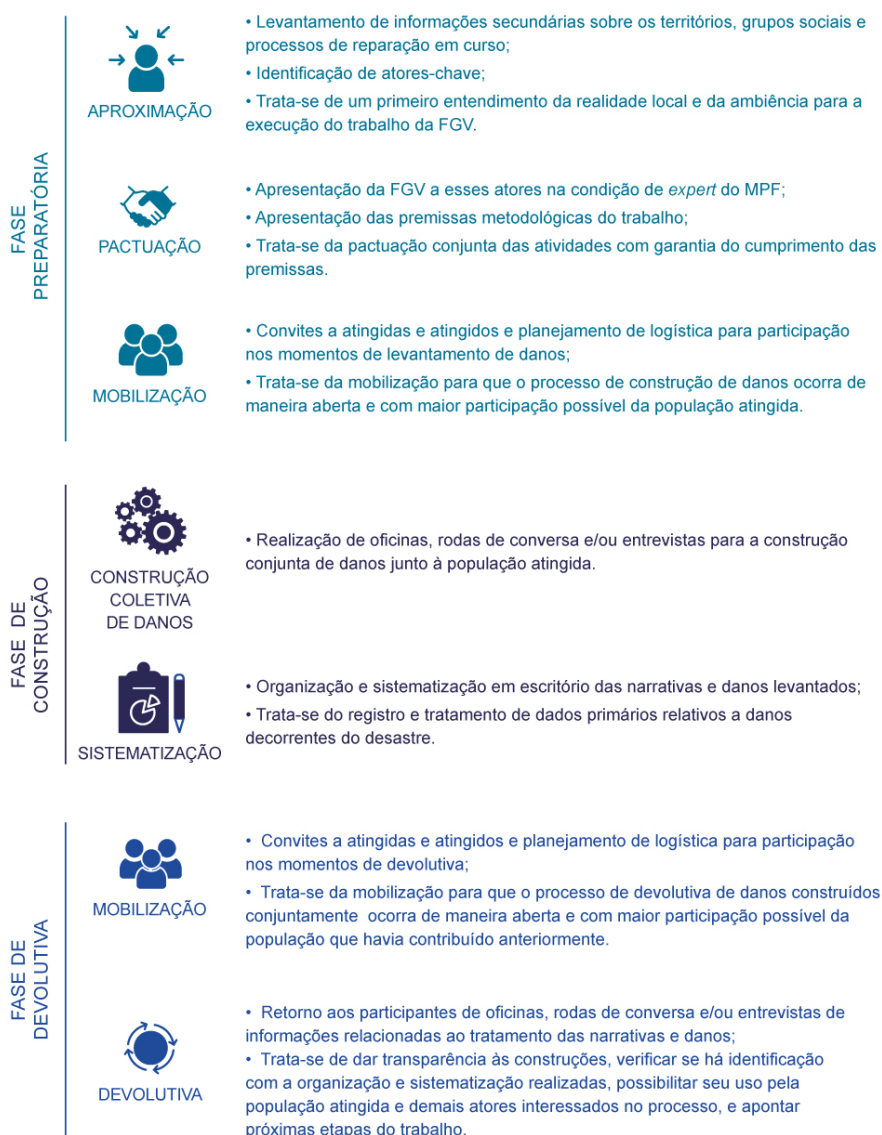 FASE
PREPARATÓRIA
APROXIMAÇÃO
• Levantamento de informações secundárias sobre os territórios, grupos sociais e
processos de reparação em curso;
• Identificação de atores-chave;
• Trata-se de um primeiro entendimento da realidade local e da ambiência para a
execução do trabalho da FGV.
PACTUAÇÃO
• Apresentação da FGV a esses atores na condição de expert do MPF;
• Apresentação das premissas metodológicas do trabalho;
• Trata-se da pactuação conjunta das atividades com garantia do cumprimento das
premissas.
MOBILIZAÇÃO
• Convites a atingidas e atingidos e planejamento de logística para participação
nos momentos de levantamento de danos;
• Trata-se da mobilização para que o processo de construção de danos ocorra de
maneira aberta e com maior participação possível da população atingida.
FASE DE
CONSTRUÇÃO
CONSTRUÇÃO
COLETIVA
DE DANOS
• Realização de oficinas, rodas de conversa e/ou entrevistas para a construção
conjunta de danos junto à população atingida.
SISTEMATIZAÇÃO
• Organização e sistematização em escritório das narrativas e danos levantados;
• Trata-se do registro e tratamento de dados primários relativos a danos
decorrentes do desastre.
FASE DE
DEVOLUTIVA
MOBILIZAÇÃO
• Convites a atingidas e atingidos e planejamento de logística para participação
nos momentos de devolutiva;
• Trata-se da mobilização para que o processo de devolutiva de danos construídos
conjuntamente ocorra de maneira aberta e com maior participação possível da
população que havia contribuído anteriormente.
DEVOLUTIVA
• Retorno aos participantes de oficinas, rodas de conversa e/ou entrevistas de
informações relacionadas ao tratamento das narrativas e danos;
• Trata-se de dar transparência às construções, verificar se há identificação
com a organização e sistematização realizadas, possibilitar seu uso pela
população atingida e demais atores interessados no processo, e apontar
próximas etapas do trabalho.